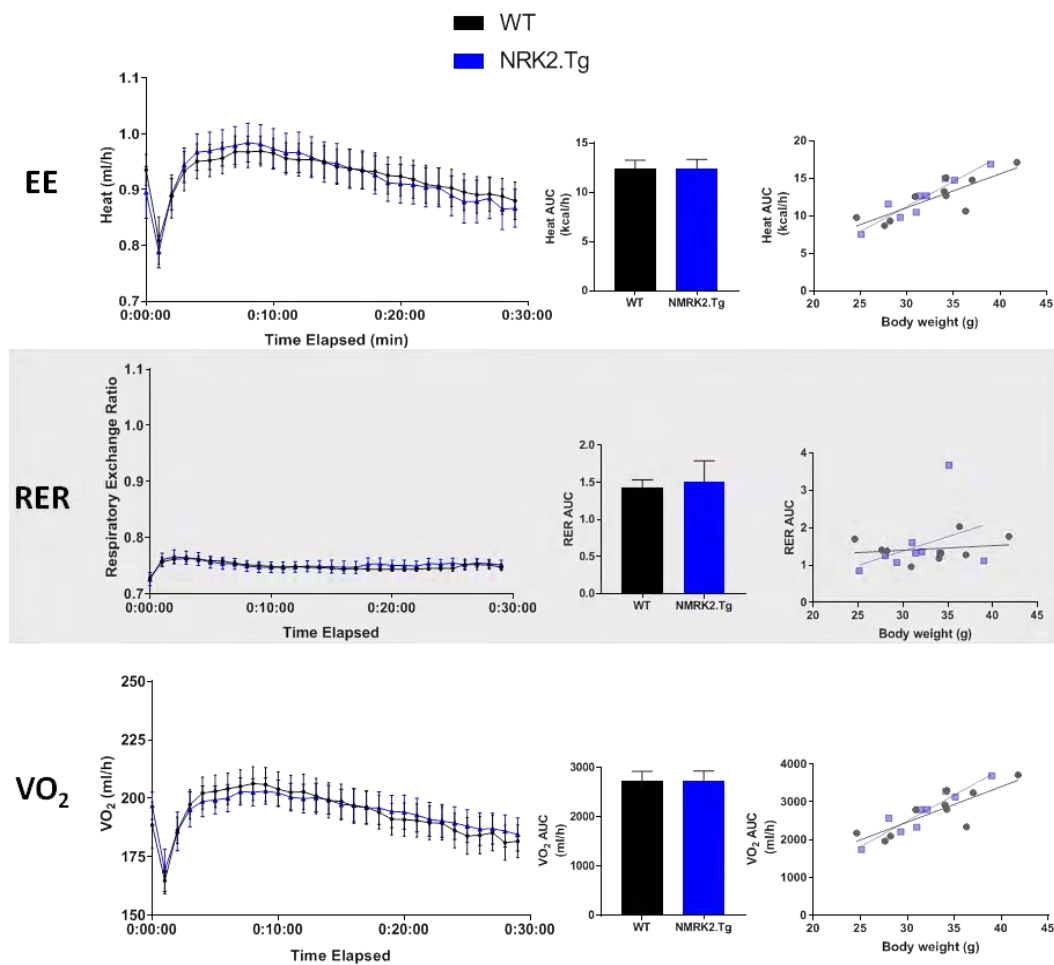 WT
NRK2.Tg
EE
Heat (ml/h)
1.1
1.0
0.9
0.8
0.7
0:00:00 0:10:00 0:20:00 0:30:00
Time Elapsed (min)
Heat AUC
(kcal/h)
15
10
5
0
WT NMRK2.Tg
Heat AUC
(kcal/h)
20
15
10
5
0
20 25 30 35 40 45
Body weight (g)
RER
Respiratory Exchange Ratio
1.1
1.0
0.9
0.8
0.7
0:00:00 0:10:00 0:20:00 0:30:00
Time Elapsed
RER AUC
2.0
1.5
1.0
0.5
0.0
WT NMRK2.Tg
RER AUC
4
3
2
1
0
20 25 30 35 40 45
Body weight (g)
VO₂
VO₂ (ml/h)
250
225
200
175
150
0:00:00 0:10:00 0:20:00 0:30:00
Time Elapsed
VO₂ AUC
(ml/h)
3000
2000
1000
0
WT NMRK2.Tg
VO₂ AUC
(ml/h)
4000
3000
2000
1000
0
20 25 30 35 40 45
Body weight (g)